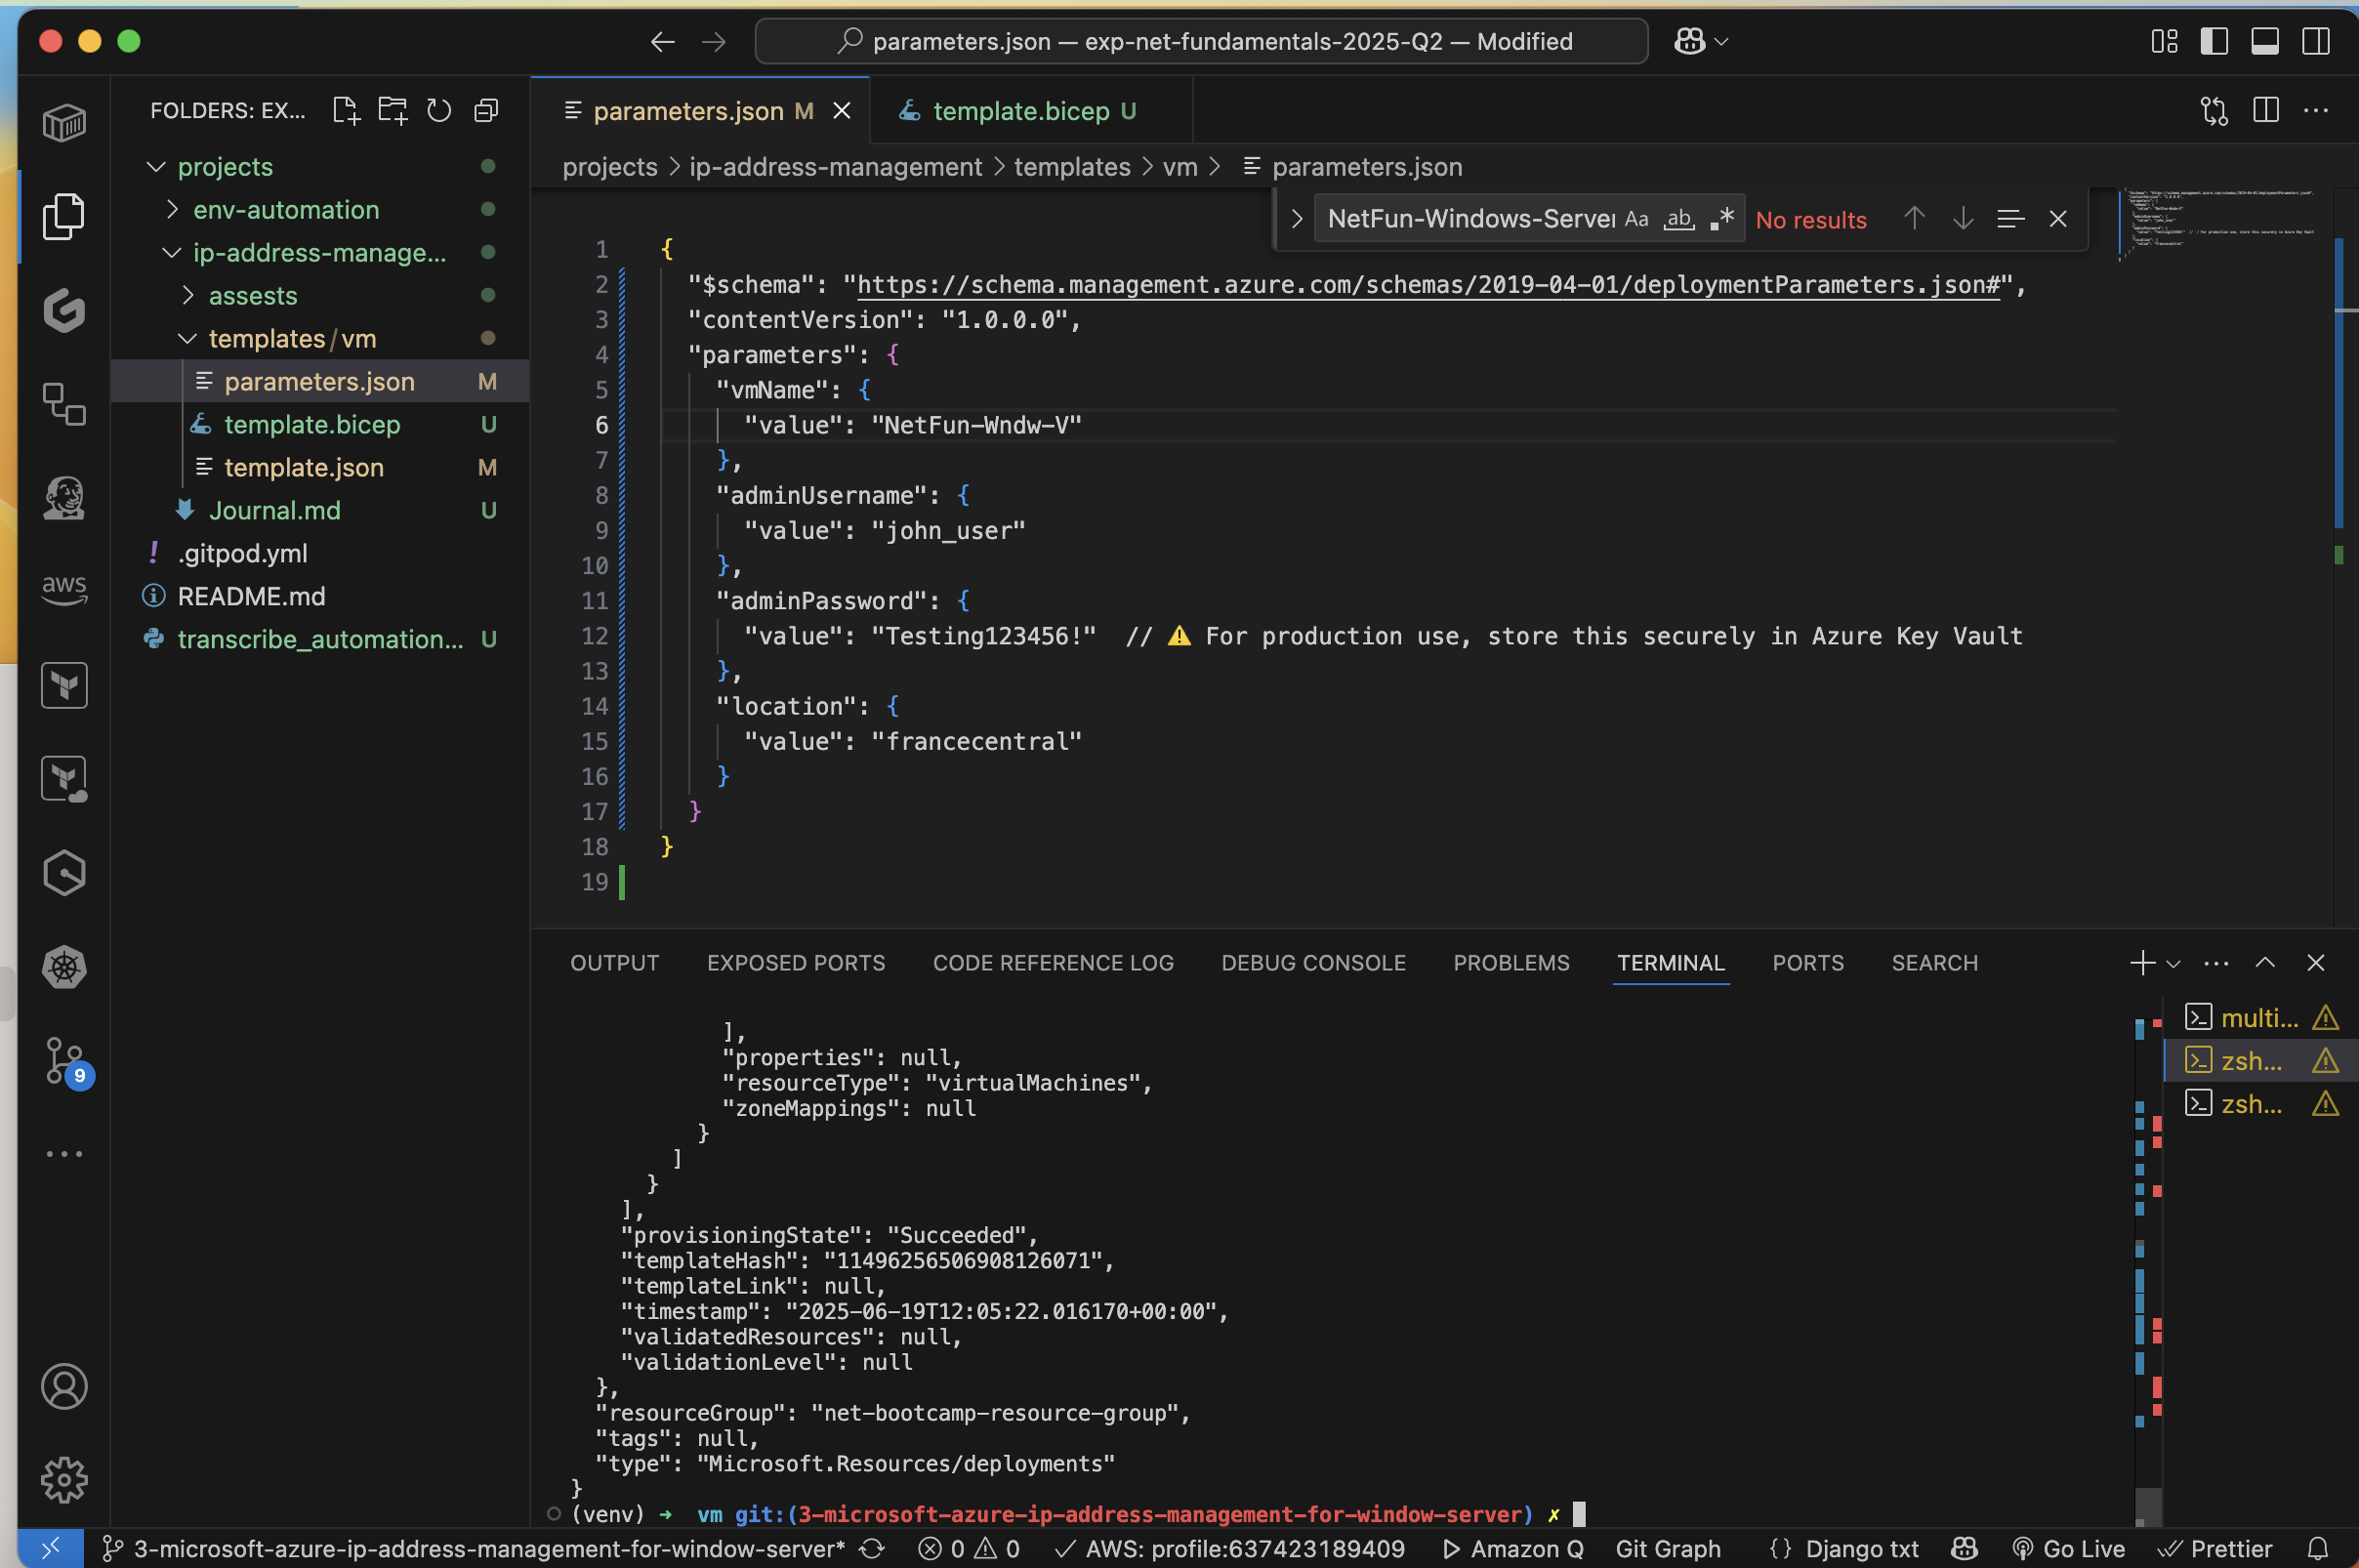 parameters.json — exp-net-fundamentals-2025-Q2 — Modified
FOLDERS: EX...
projects
env-automation
ip-address-manage...
assests
templates/vm
parameters.json M
template.bicep U
template.json M
Journal.md U
.gitpod.yml
README.md
transcribe_automation... U
aws
9
parameters.json M
template.bicep U
projects > ip-address-management > templates > vm > parameters.json
NetFun-Windows-Server Aa ab .* No results
1 {
2 "$schema": "https://schema.management.azure.com/schemas/2019-04-01/deploymentParameters.json#",
3 "contentVersion": "1.0.0.0",
4 "parameters": {
5 "vmName": {
6 "value": "NetFun-Wndw-V"
7 },
8 "adminUsername": {
9 "value": "john_user"
10 },
11 "adminPassword": {
12 "value": "Testing123456!" // ⚠️ For production use, store this securely in Azure Key Vault
13 },
14 "location": {
15 "value": "francecentral"
16 }
17 }
18 }
19
OUTPUT EXPOSED PORTS CODE REFERENCE LOG DEBUG CONSOLE PROBLEMS TERMINAL PORTS SEARCH
],
"properties": null,
"resourceType": "virtualMachines",
"zoneMappings": null
}
]
}
],
"provisioningState": "Succeeded",
"templateHash": "11496256506908126071",
"templateLink": null,
"timestamp": "2025-06-19T12:05:22.016170+00:00",
"validatedResources": null,
"validationLevel": null
},
"resourceGroup": "net-bootcamp-resource-group",
"tags": null,
"type": "Microsoft.Resources/deployments"
}
(venv) → vm git:(3-microsoft-azure-ip-address-management-for-window-server) ✗
multi...
zsh...
zsh...
3-microsoft-azure-ip-address-management-for-window-server* 0 0 AWS: profile:637423189409 Amazon Q Git Graph {} Django txt Go Live Prettier